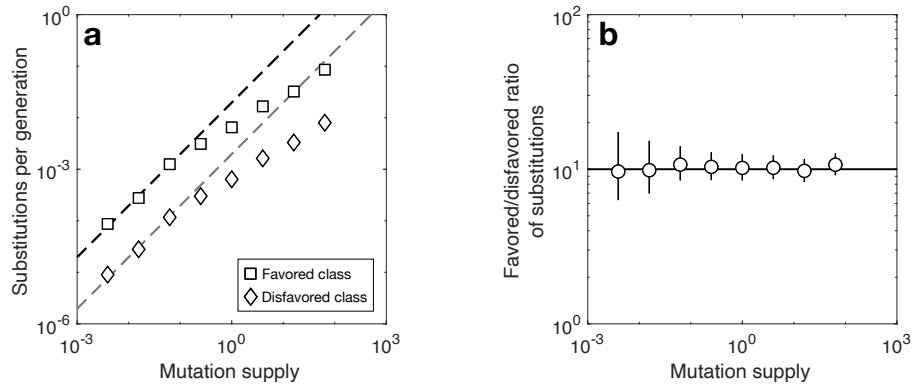 a
Substitutions per generation
10^0
10^-3
10^-6
10^-3
10^0
10^3
Mutation supply
Favored class
Disfavored class
b
Favored/disfavored ratio
of substitutions
10^2
10^1
10^0
10^-3
10^0
10^3
Mutation supply